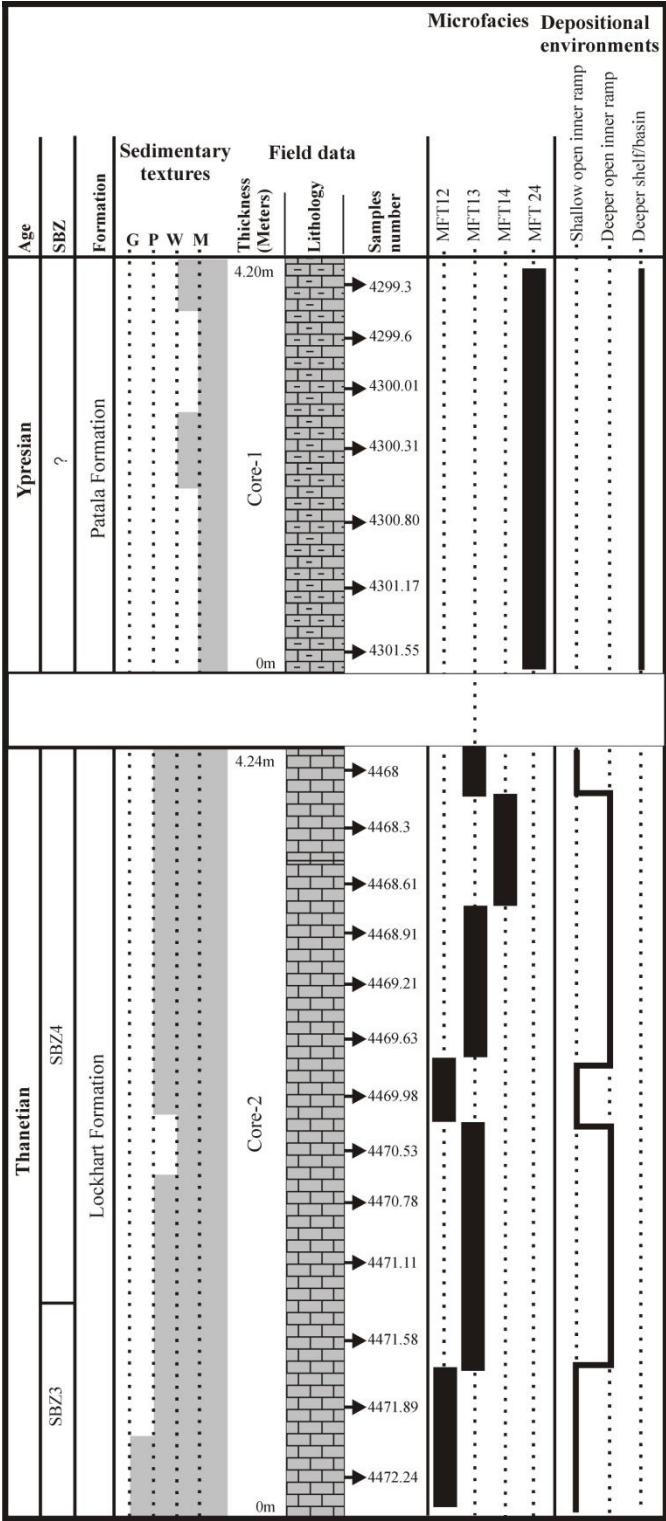 Microfacies
Depositional
environments
Age
SBZ
Formation
Sedimentary
textures
G P W M
Field data
Thickness
(Meters)
Lithology
Samples
number
MFT12
MFT13
MFT14
MFT 24
Shallow open inner ramp
Deeper open inner ramp
Deeper shelf/basin
Ypresian
?
Patala Formation
4.20m
Core-1
0m
4299.3
4299.6
4300.01
4300.31
4300.80
4301.17
4301.55
Thanetian
SBZ4
SBZ3
Lockhart Formation
4.24m
Core-2
0m
4468
4468.3
4468.61
4468.91
4469.21
4469.63
4469.98
4470.53
4470.78
4471.11
4471.58
4471.89
4472.24